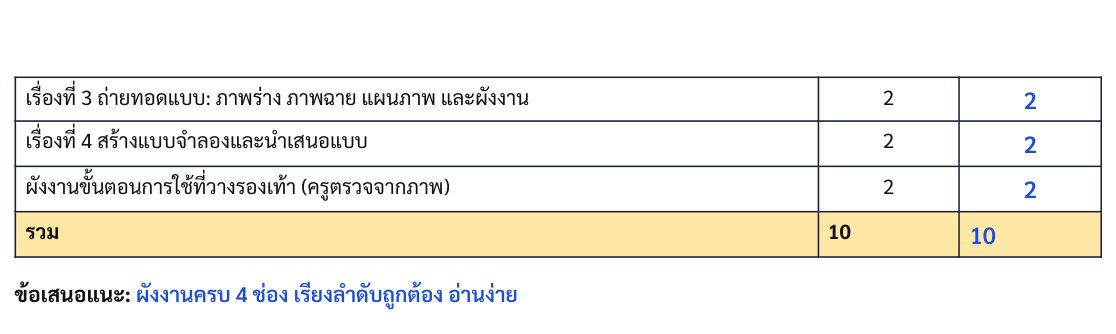 เรื่องที่ 3 ถ่ายทอดแบบ: ภาพร่าง ภาพฉาย แผนภาพ และผังงาน 2 2
เรื่องที่ 4 สร้างแบบจำลองและนำเสนอแบบ 2 2
ผังงานขั้นตอนการใช้ที่วางรองเท้า (ครูตรวจจากภาพ) 2 2
รวม 10 10
ข้อเสนอแนะ: ผังงานครบ 4 ช่อง เรียงลำดับถูกต้อง อ่านง่าย